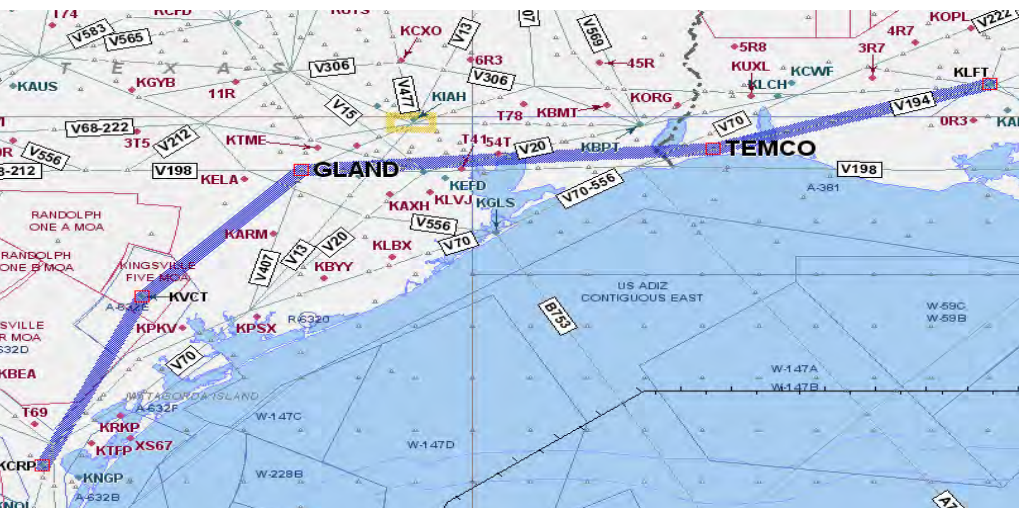 T74
KCFD
KUTS
V583
V565
KCXO
V13
V569
KOPL
V222
4R7
TEXAS
V306
6R3
V306
45R
5R8
3R7
KUXL
KCWF
KLCH
KLFT
KAUS
KGYB
11R
V15
V477
KIAH
T78
KBMT
KORG
V194
V68-222
3T5
V212
KTME
T41
54T
V20
KBPT
V70
0R3
V556
V198
GLAND
TEMCO
V198
A-381
KELA
KEFD
KLVJ
KAXH
KGLS
V70-556
V556
V70
RANDOLPH
ONE A MOA
KARM
V407
V13
V20
KLBX
KBYY
RANDOLPH
ONE B MOA
KINGSVILLE
FIVE MOA
KVCT
A-632E
US ADIZ
CONTIGUOUS EAST
B753
W-59C
W-59B
KPKV
KPSX
R-6320
V70
W-147A
W-147B
KBEA
MATAGORDA ISLAND
A-632F
T69
KRKP
KTFP
XS67
W-147C
W-147D
KCRP
KNGP
W-228B
A-632B